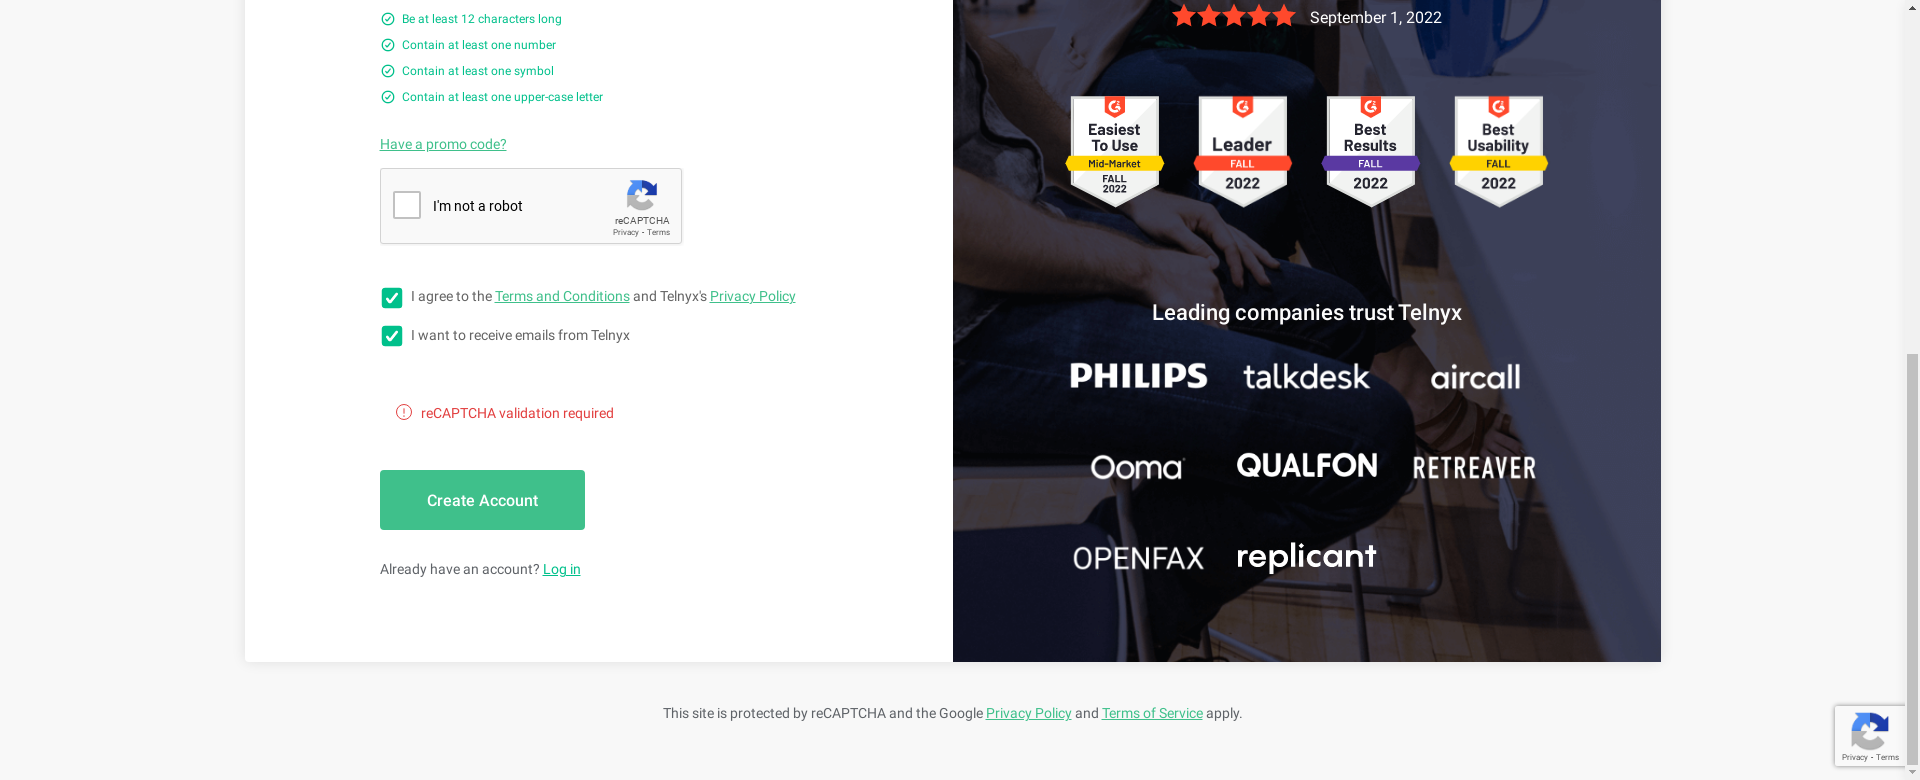 Be at least 12 characters long
Contain at least one number
Contain at least one symbol
Contain at least one upper-case letter
Have a promo code?
I'm not a robot
reCAPTCHA
Privacy - Terms
I agree to the Terms and Conditions and Telnyx's Privacy Policy
I want to receive emails from Telnyx
reCAPTCHA validation required
Create Account
Already have an account? Log in
September 1, 2022
Easiest
To Use
Mid-Market
FALL
2022
Leader
FALL
2022
Best
Results
FALL
2022
Best
Usability
FALL
2022
Leading companies trust Telnyx
PHILIPS talkdesk aircall
Ooma QUALFON RETREAVER
OPENFAX replicant
This site is protected by reCAPTCHA and the Google Privacy Policy and Terms of Service apply.
Privacy - Terms